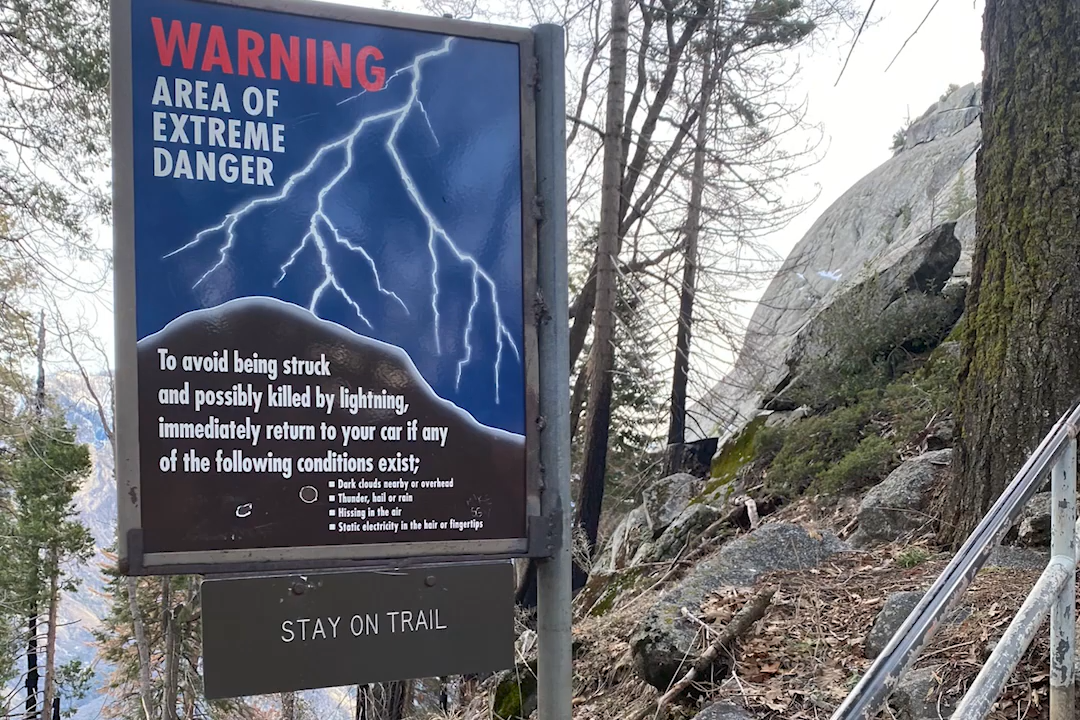 WARNING
AREA OF
EXTREME
DANGER
To avoid being struck
and possibly killed by lightning,
immediately return to your car if any
of the following conditions exist;
▪ Dark clouds nearby or overhead
▪ Thunder, hail or rain
▪ Hissing in the air
▪ Static electricity in the hair or fingertips
STAY ON TRAIL